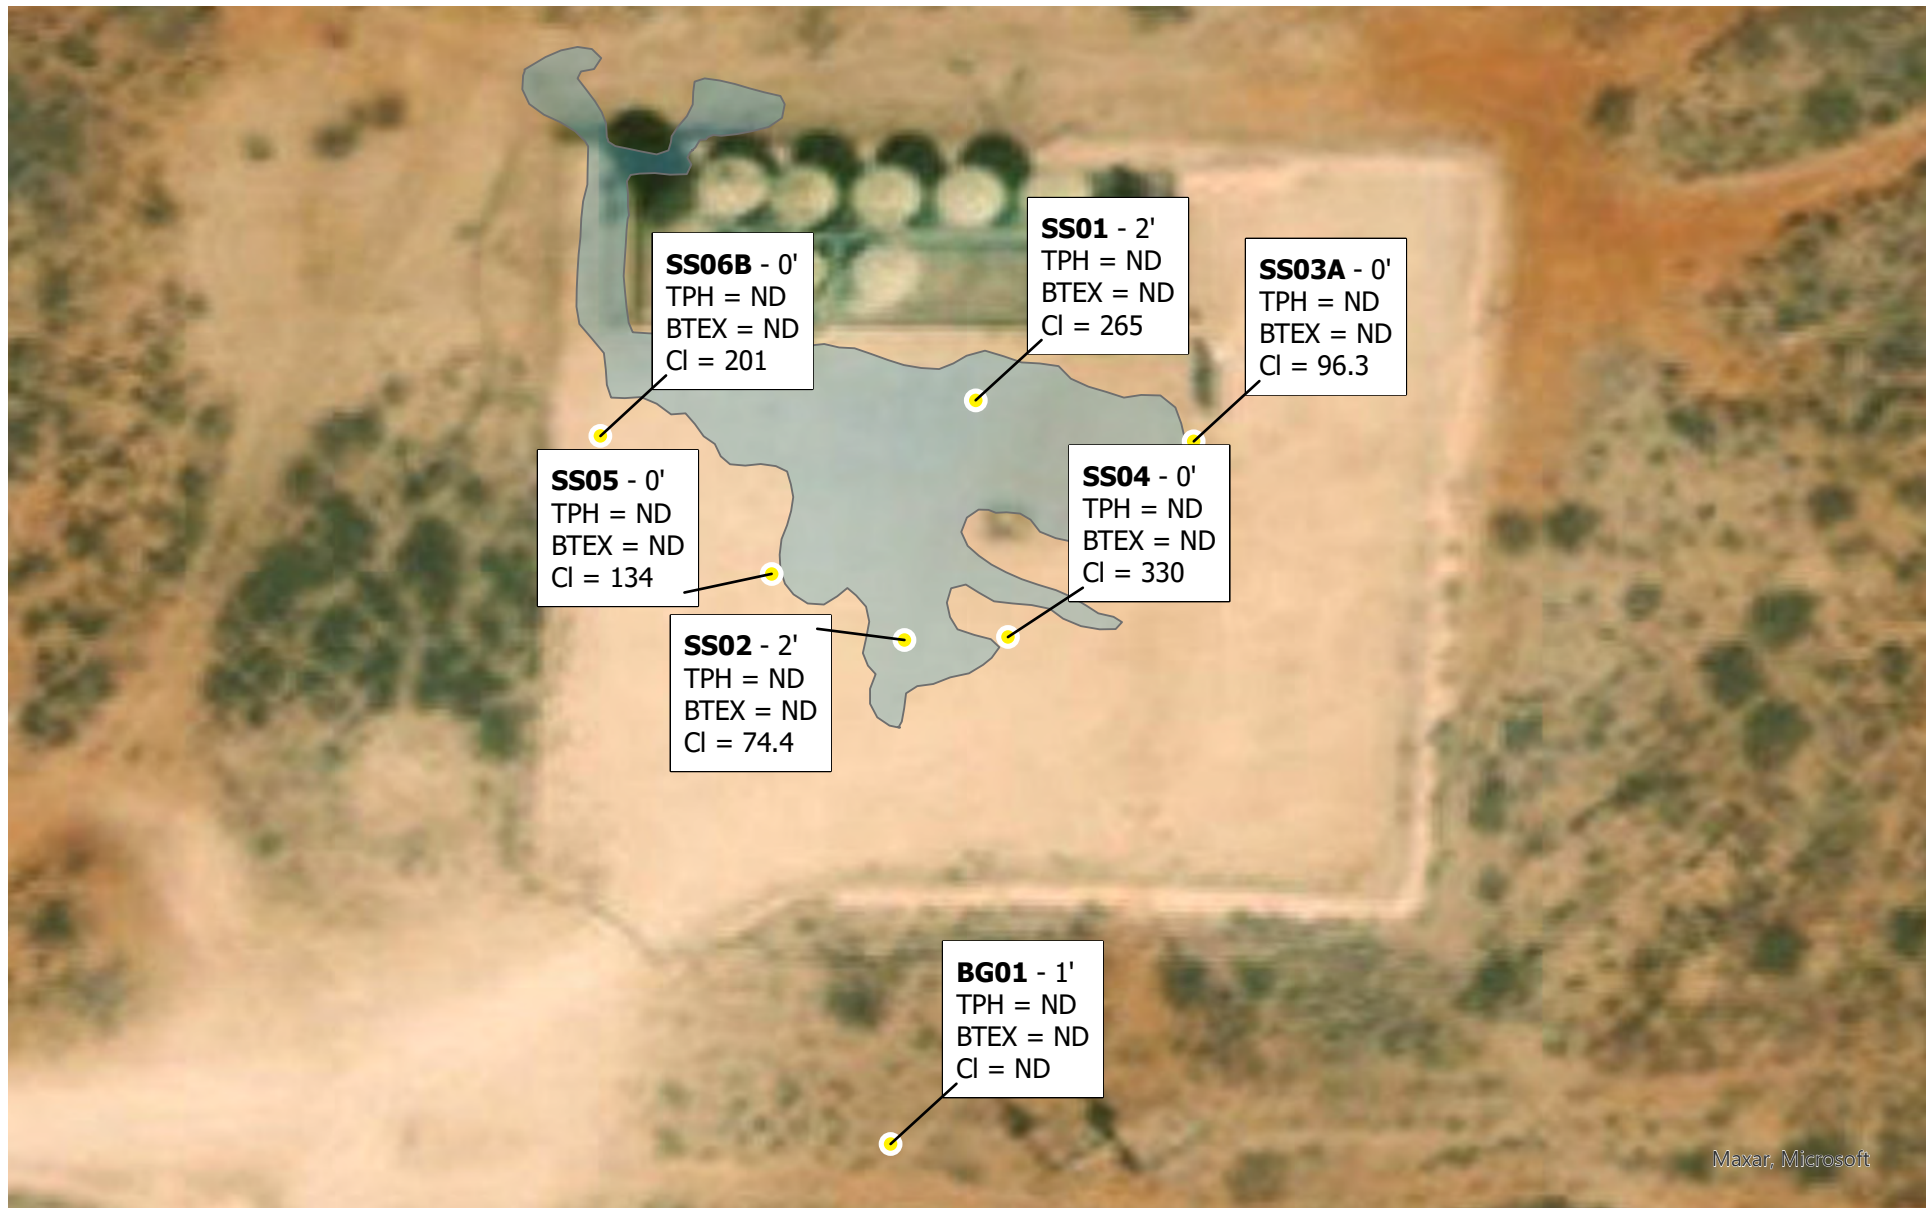 SS01 - 2'
TPH = ND
BTEX = ND
Cl = 265
SS06B - 0'
TPH = ND
BTEX = ND
Cl = 201
SS03A - 0'
TPH = ND
BTEX = ND
Cl = 96.3
SS05 - 0'
TPH = ND
BTEX = ND
Cl = 134
SS04 - 0'
TPH = ND
BTEX = ND
Cl = 330
SS02 - 2'
TPH = ND
BTEX = ND
Cl = 74.4
BG01 - 1'
TPH = ND
BTEX = ND
Cl = ND
Maxar, Microsoft